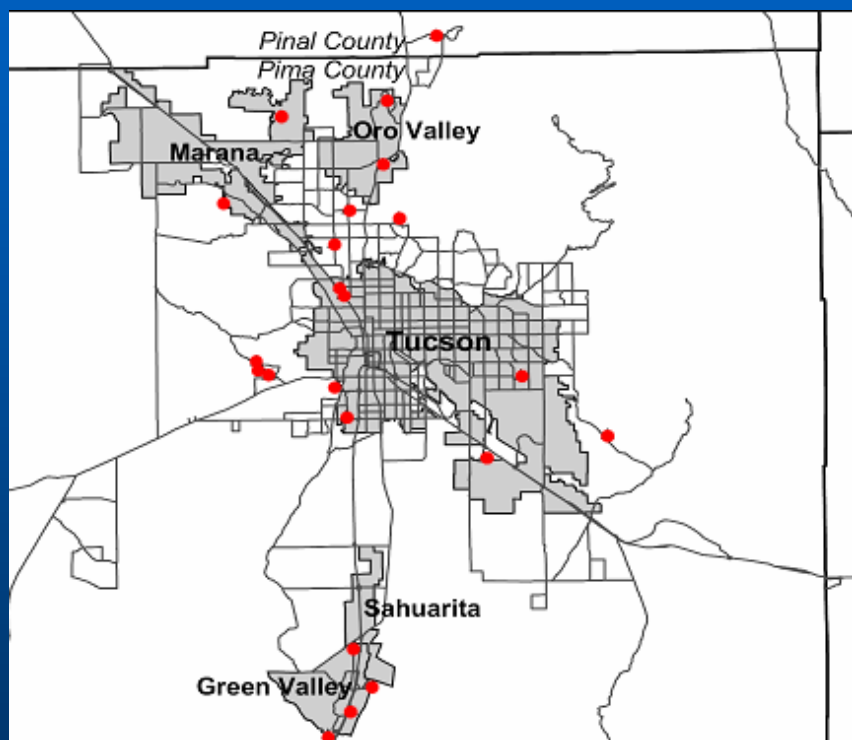 Pinal County
Pima County
Oro Valley
Marana
Tucson
Sahuarita
Green Valley